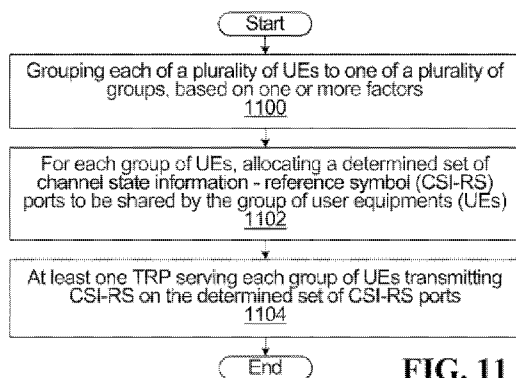 Start
Grouping each of a plurality of UEs to one of a plurality of
groups, based on one or more factors
1100
For each group of UEs, allocating a determined set of
channel state information - reference symbol (CSI-RS)
ports to be shared by the group of user equipments (UEs)
1102
At least one TRP serving each group of UEs transmitting
CSI-RS on the determined set of CSI-RS ports
1104
End
FIG. 11